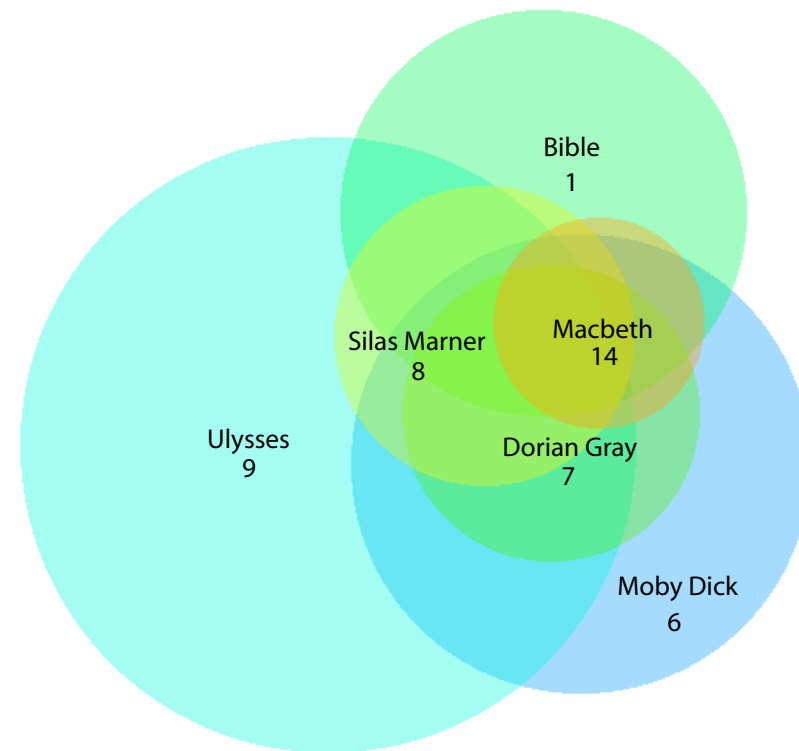 Bible
1
Silas Marner
8
Macbeth
14
Ulysses
9
Dorian Gray
7
Moby Dick
6